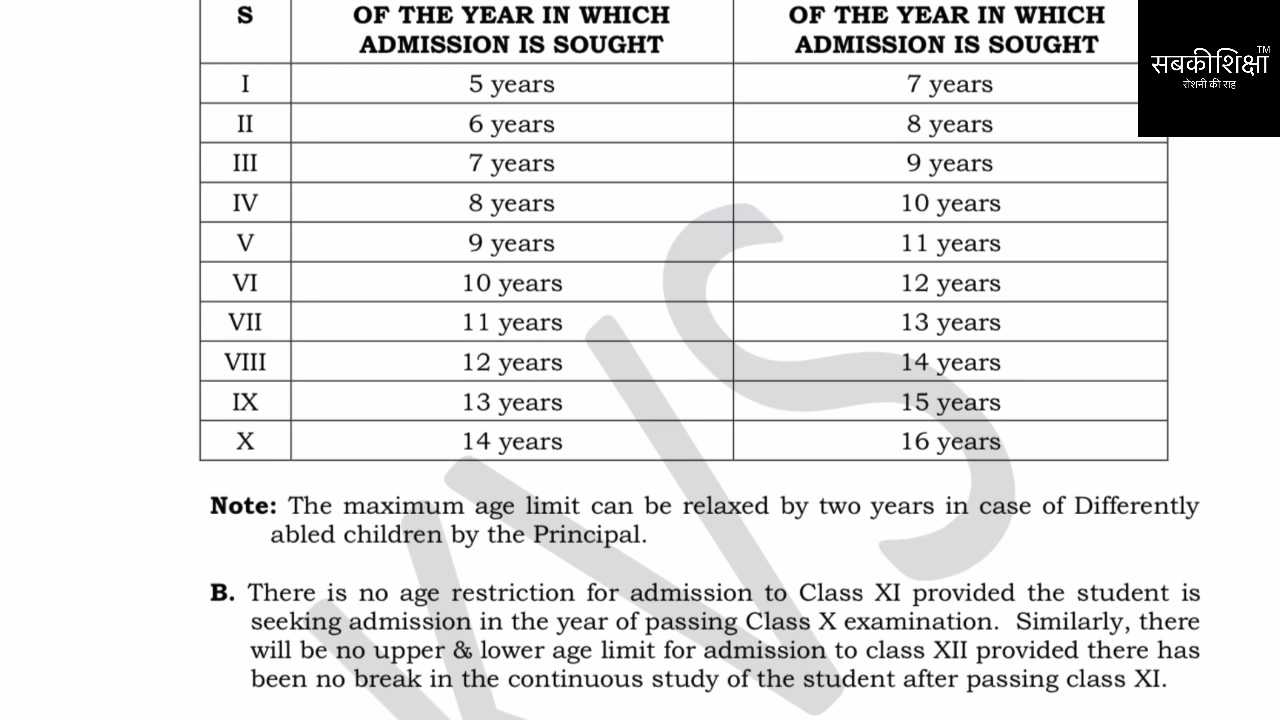 S OF THE YEAR IN WHICH OF THE YEAR IN WHICH
ADMISSION IS SOUGHT ADMISSION IS SOUGHT
I 5 years 7 years
II 6 years 8 years
III 7 years 9 years
IV 8 years 10 years
V 9 years 11 years
VI 10 years 12 years
VII 11 years 13 years
VIII 12 years 14 years
IX 13 years 15 years
X 14 years 16 years
Note: The maximum age limit can be relaxed by two years in case of Differently
abled children by the Principal.
B. There is no age restriction for admission to Class XI provided the student is
seeking admission in the year of passing Class X examination. Similarly, there
will be no upper & lower age limit for admission to class XII provided there has
been no break in the continuous study of the student after passing class XI.
KVS
सबकीशिक्षा TM
रोशनी की राह